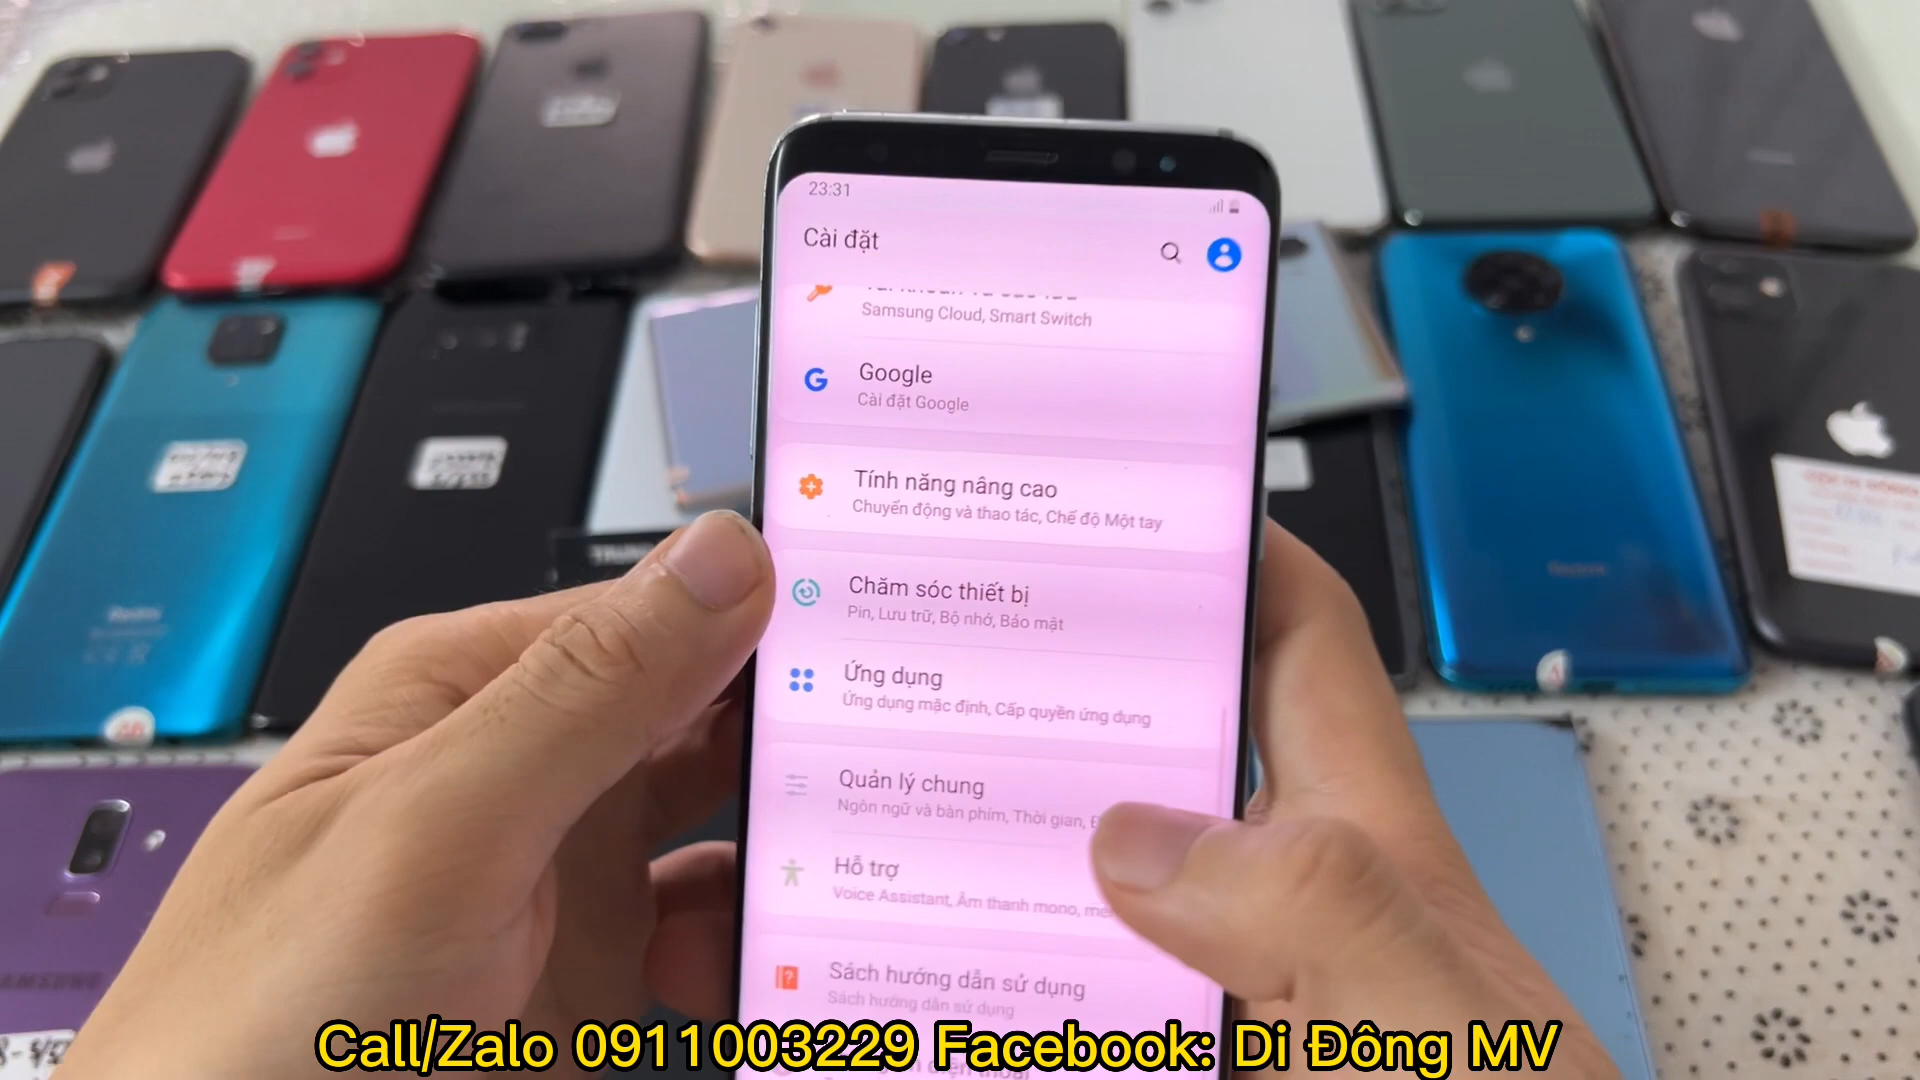 23:31
Cài đặt
Samsung Cloud, Smart Switch
Google
Cài đặt Google
Tính năng nâng cao
Chuyển động và thao tác, Chế độ Một tay
Chăm sóc thiết bị
Pin, Lưu trữ, Bộ nhớ, Bảo mật
Ứng dụng
Ứng dụng mặc định, Cấp quyền ứng dụng
Quản lý chung
Ngôn ngữ và bàn phím, Thời gian,
Hỗ trợ
Voice Assistant, Âm thanh mono,
Sách hướng dẫn sử dụng
Sách hướng dẫn sử dụng
Redmi
SAMSUNG
Call/Zalo 0911003229 Facebook: Di Đông MV